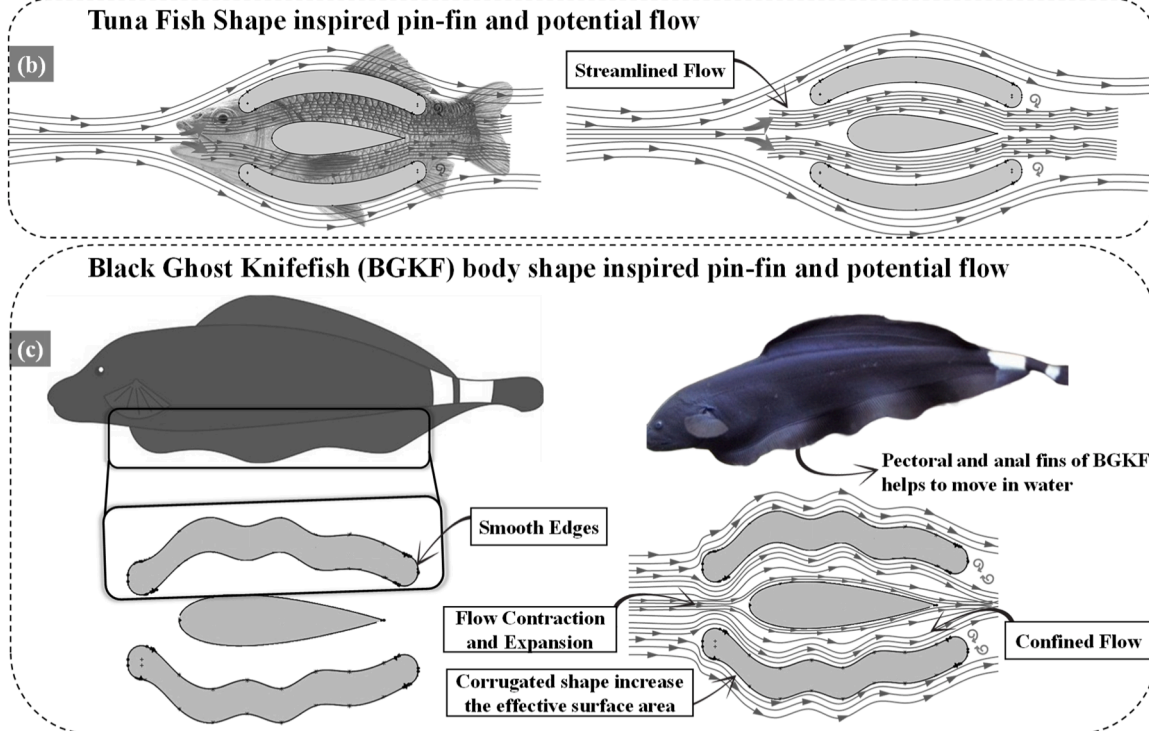 Tuna Fish Shape inspired pin-fin and potential flow
(b)
Streamlined Flow
Black Ghost Knifefish (BGKF) body shape inspired pin-fin and potential flow
(c)
Pectoral and anal fins of BGKF
helps to move in water
Smooth Edges
Flow Contraction
and Expansion
Confined Flow
Corrugated shape increase
the effective surface area